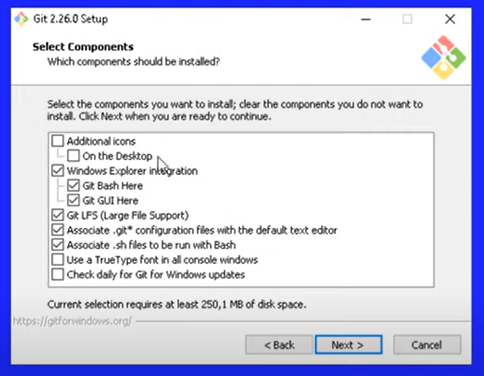 Git 2.26.0 Setup
Select Components
Which components should be installed?
Select the components you want to install; clear the components you do not want to
install. Click Next when you are ready to continue.
Additional icons
On the Desktop
Windows Explorer integration
Git Bash Here
Git GUI Here
Git LFS (Large File Support)
Associate .git* configuration files with the default text editor
Associate .sh files to be run with Bash
Use a TrueType font in all console windows
Check daily for Git for Windows updates
Current selection requires at least 250,1 MB of disk space.
https://gitforwindows.org/
< Back
Next >
Cancel